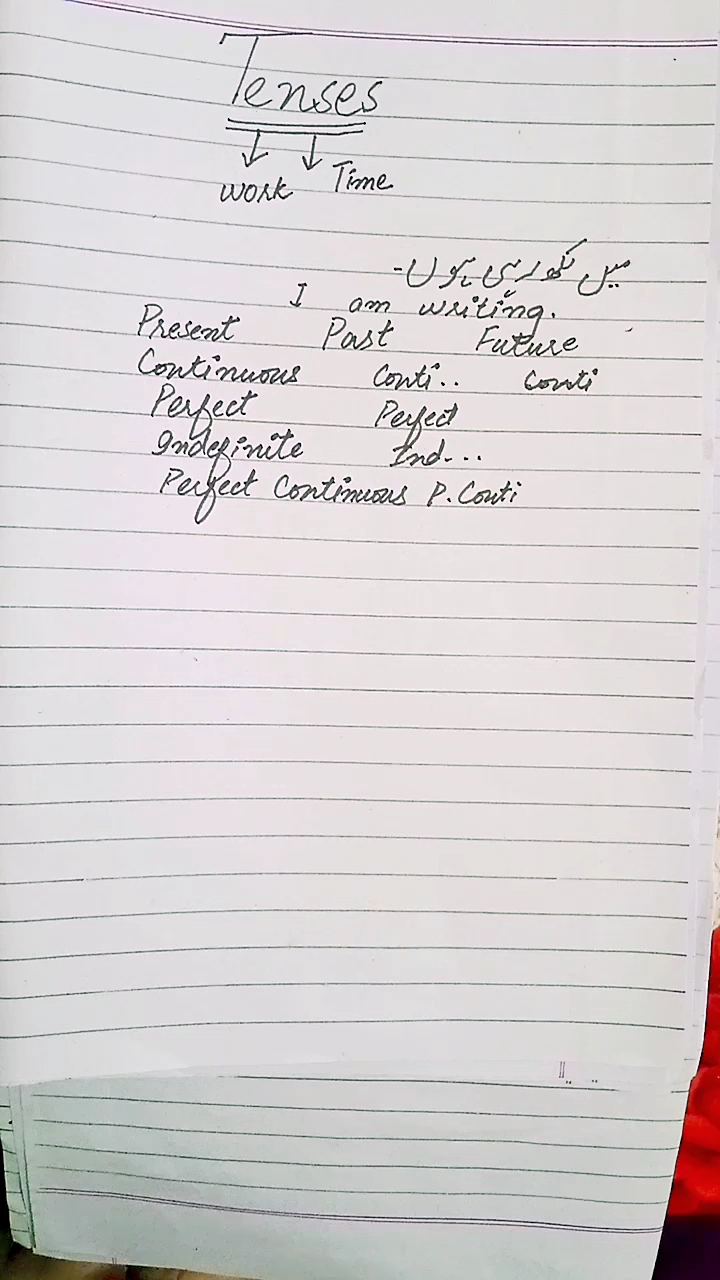 Tenses
work Time
میں لکھ رہی ہوں-
I am writing.
Present Past Future
Continuous Conti.. Conti
Perfect Perfect
Indefinite Ind...
Perfect Continuous P. Conti